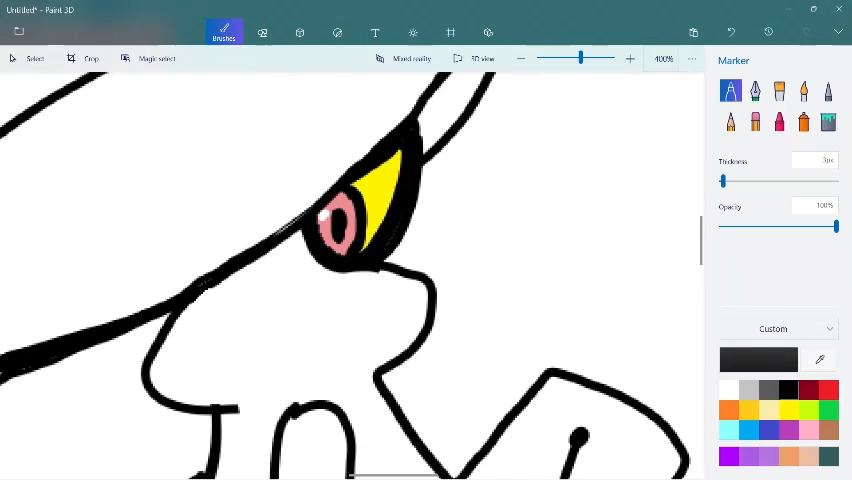 Untitled* - Paint 3D
Brushes
Select
Crop
Magic select
Mixed reality
3D view
400%
Marker
Thickness
3px
Opacity
100%
Custom